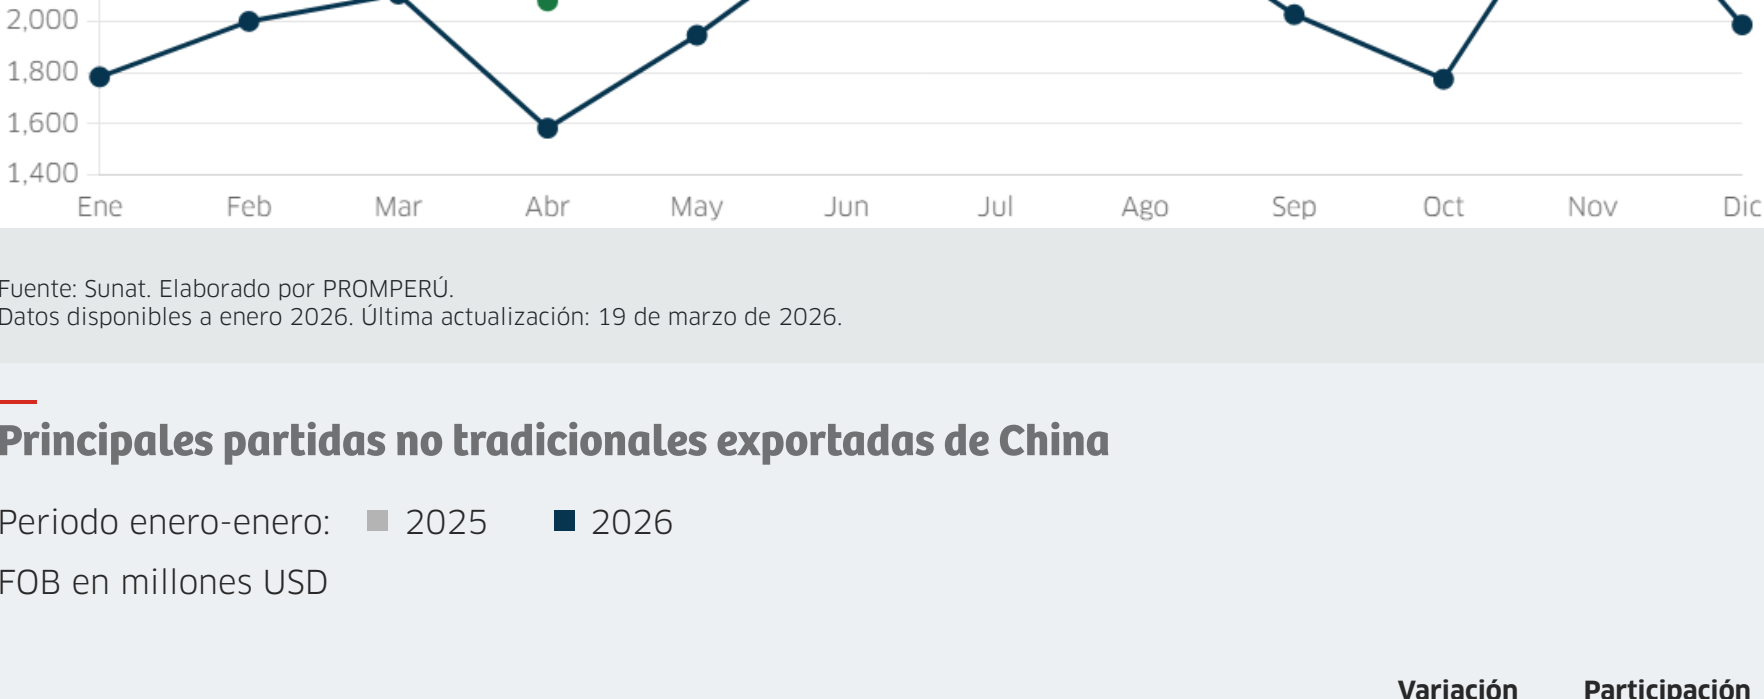 2,000
1,800
1,600
1,400
Ene Feb Mar Abr May Jun Jul Ago Sep Oct Nov Dic
Fuente: Sunat. Elaborado por PROMPERÚ.
Datos disponibles a enero 2026. Última actualización: 19 de marzo de 2026.
Principales partidas no tradicionales exportadas de China
Periodo enero-enero: 2025 2026
FOB en millones USD
Variación Participación